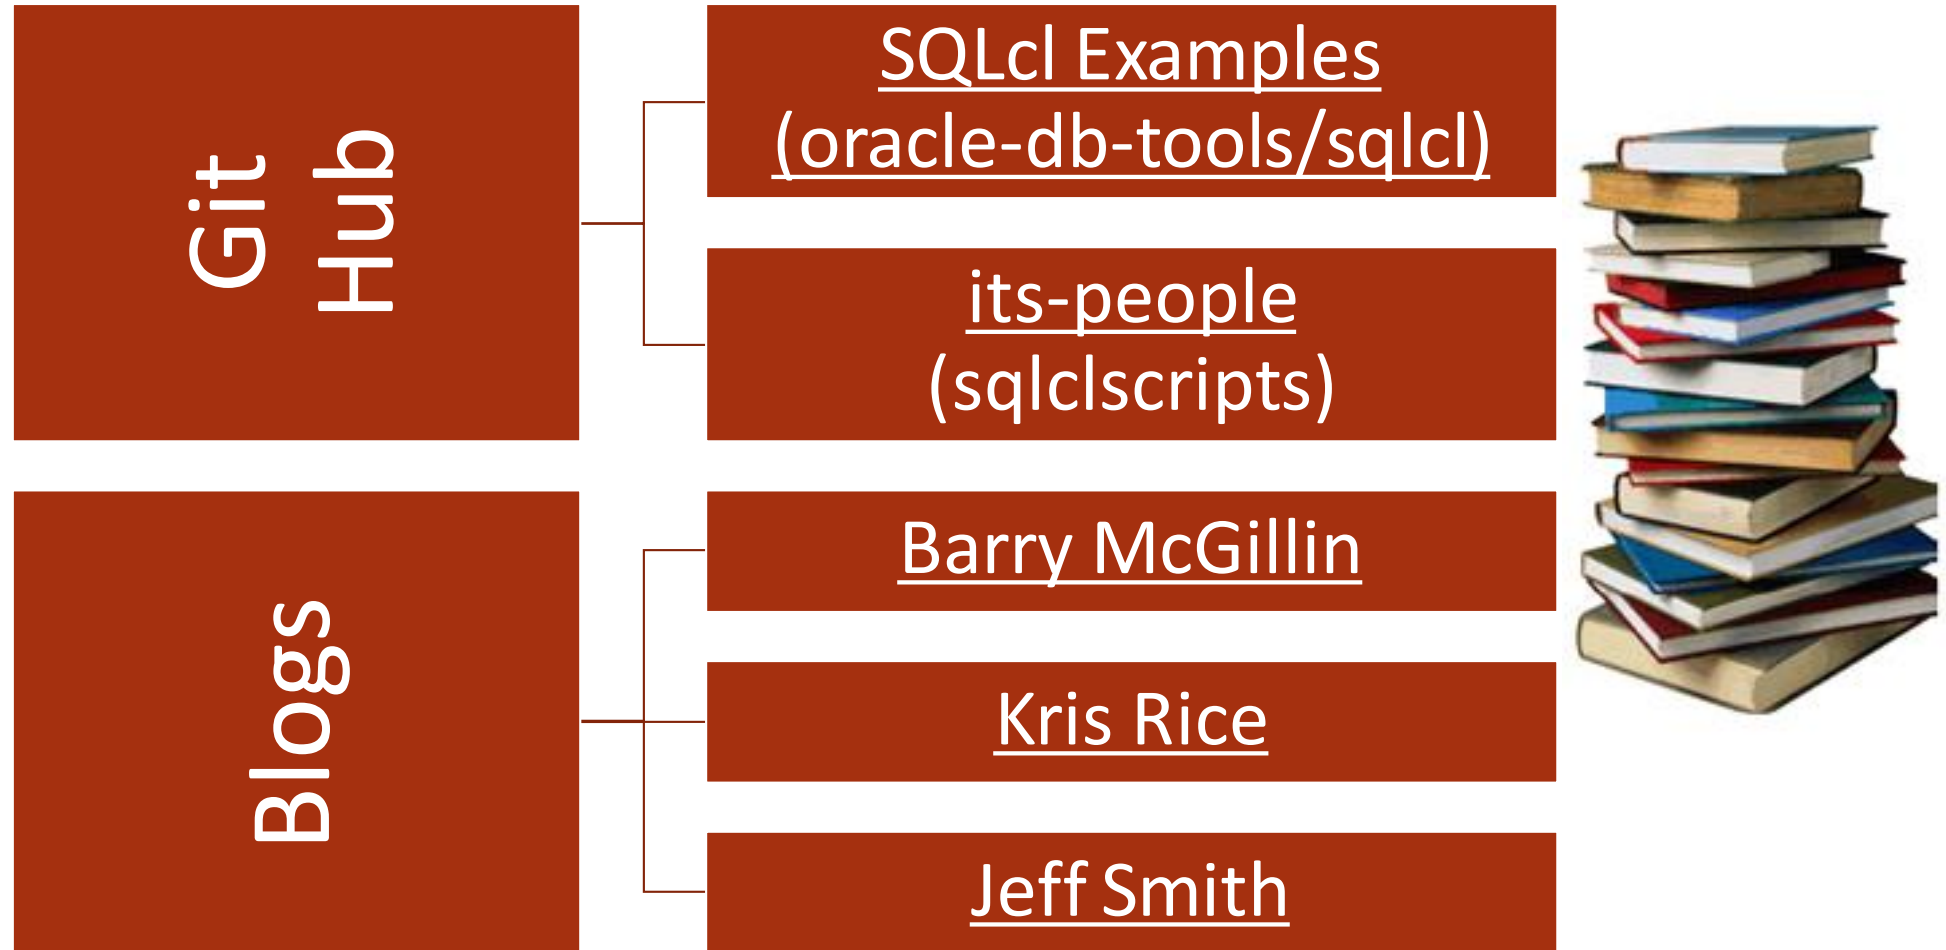 Git
Hub
SQLcl Examples
(oracle-db-tools/sqlcl)
its-people
(sqlclscripts)
Blogs
Barry McGillin
Kris Rice
Jeff Smith